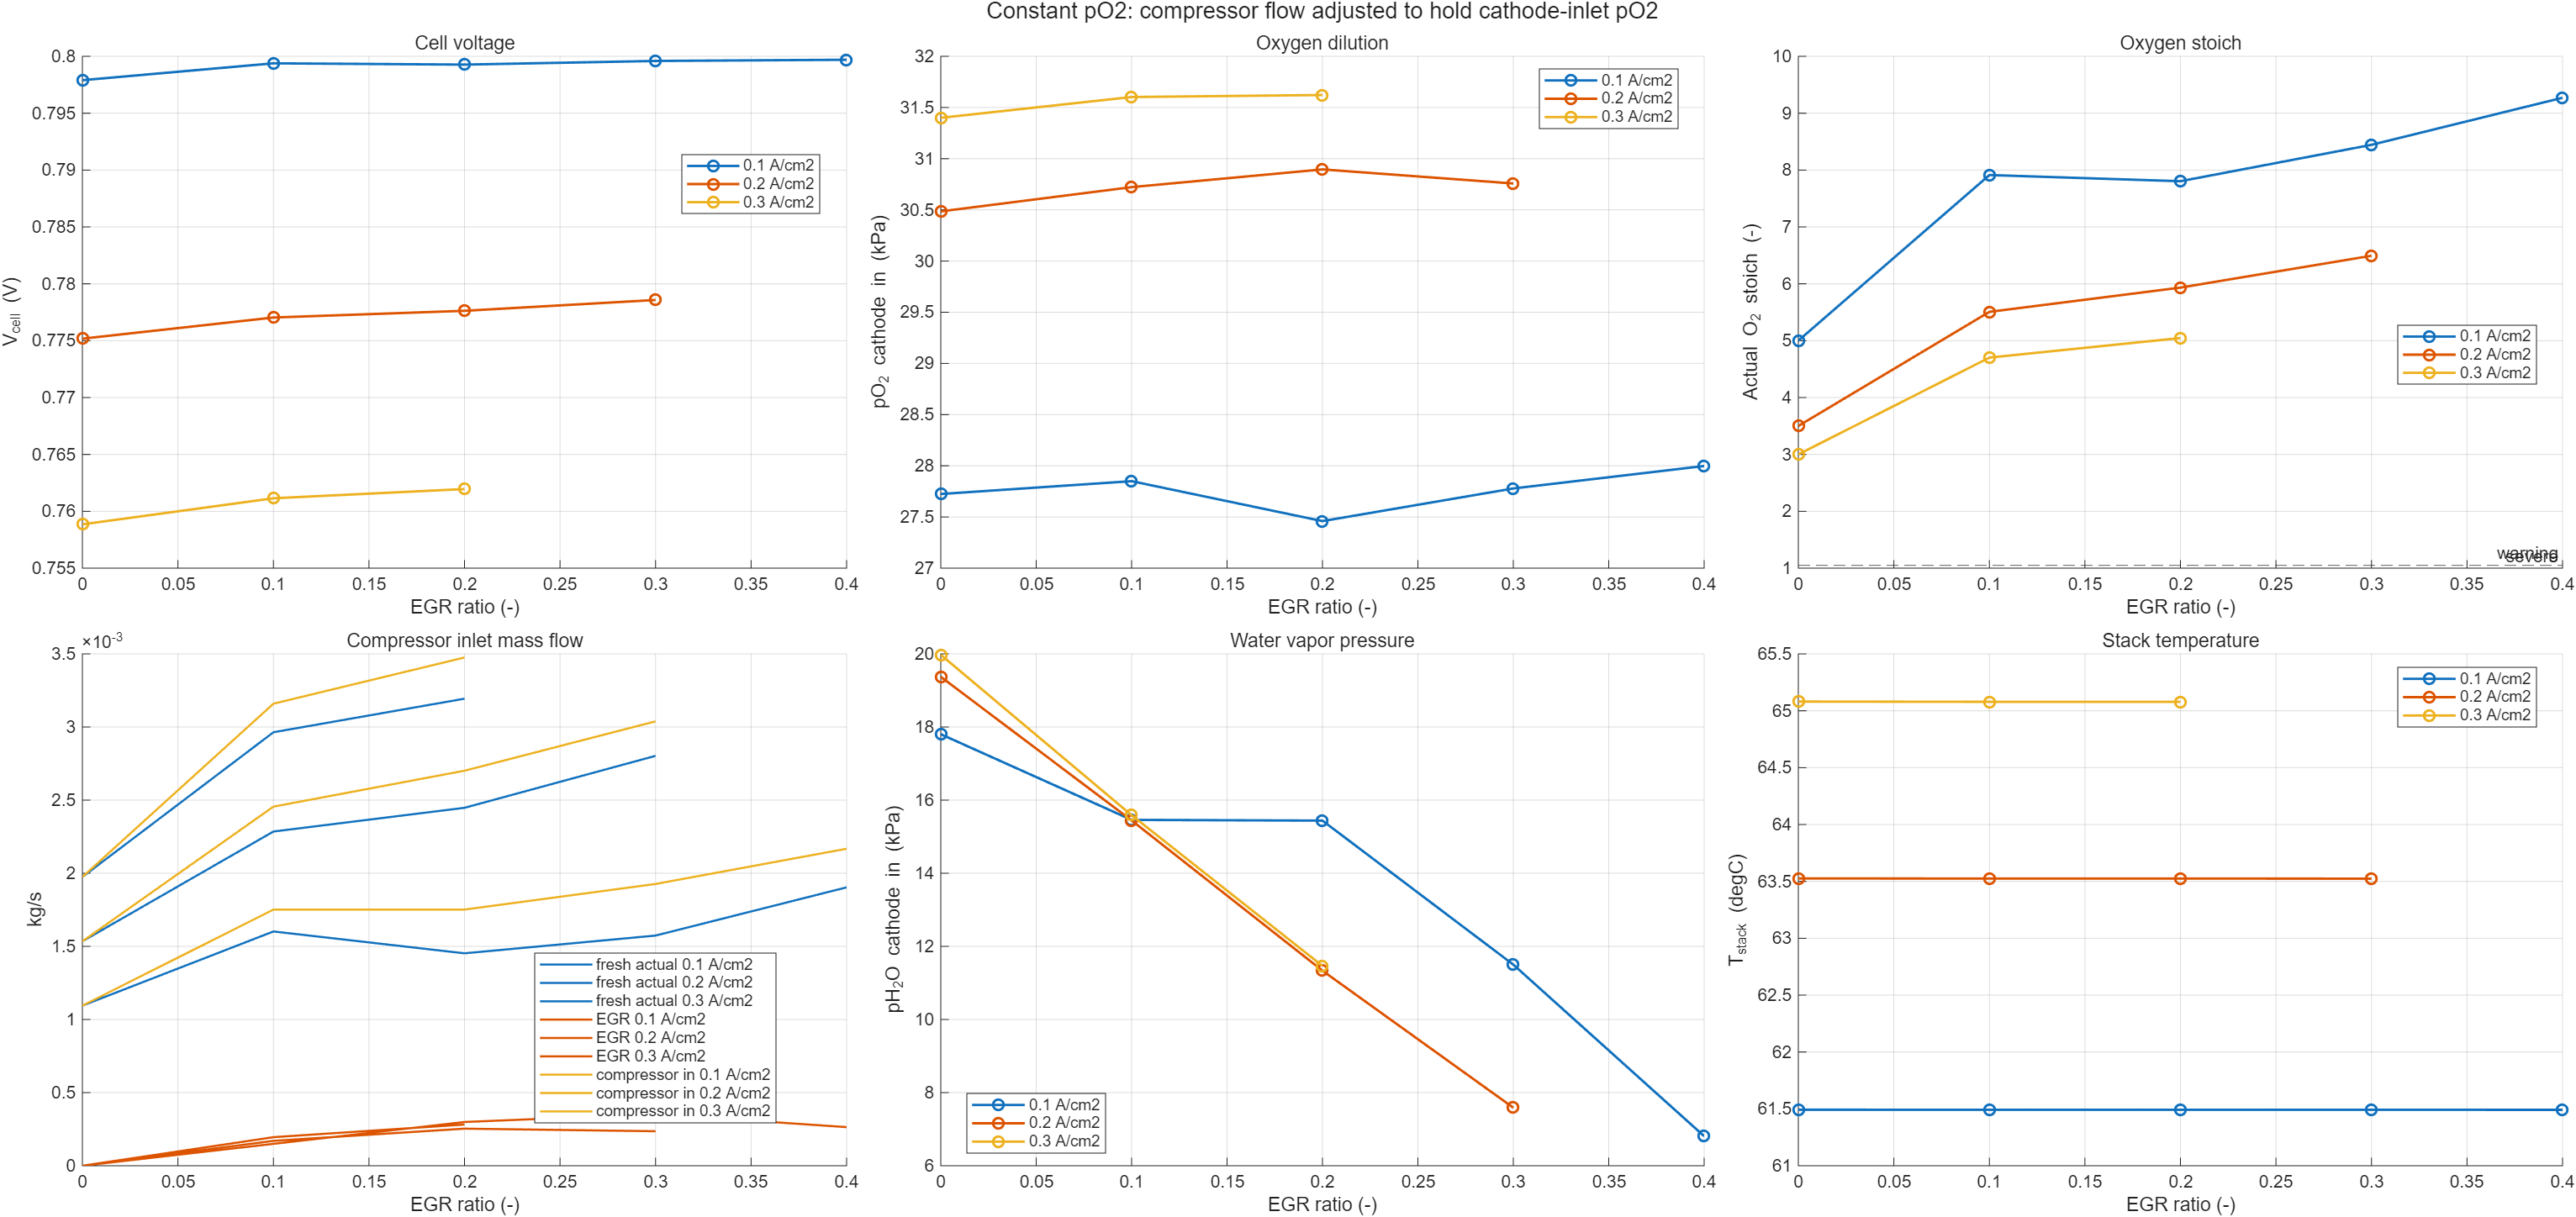 Constant pO2: compressor flow adjusted to hold cathode-inlet pO2
Cell voltage
0.8
0.795
0.79
0.785
0.78
0.775
0.77
0.765
0.76
0.755
V_cell (V)
0.1 A/cm2
0.2 A/cm2
0.3 A/cm2
0 0.05 0.1 0.15 0.2 0.25 0.3 0.35 0.4
EGR ratio (-)
Oxygen dilution
32
31.5
31
30.5
30
29.5
29
28.5
28
27.5
27
pO₂ cathode in (kPa)
0.1 A/cm2
0.2 A/cm2
0.3 A/cm2
0 0.05 0.1 0.15 0.2 0.25 0.3 0.35 0.4
EGR ratio (-)
Oxygen stoich
10
9
8
7
6
5
4
3
2
1
Actual O₂ stoich (-)
0.1 A/cm2
0.2 A/cm2
0.3 A/cm2
warning
severe
0 0.05 0.1 0.15 0.2 0.25 0.3 0.35 0.4
EGR ratio (-)
Compressor inlet mass flow
×10⁻³
3.5
3
2.5
2
1.5
1
0.5
0
kg/s
fresh actual 0.1 A/cm2
fresh actual 0.2 A/cm2
fresh actual 0.3 A/cm2
EGR 0.1 A/cm2
EGR 0.2 A/cm2
EGR 0.3 A/cm2
compressor in 0.1 A/cm2
compressor in 0.2 A/cm2
compressor in 0.3 A/cm2
0 0.05 0.1 0.15 0.2 0.25 0.3 0.35 0.4
EGR ratio (-)
Water vapor pressure
20
18
16
14
12
10
8
6
pH₂O cathode in (kPa)
0.1 A/cm2
0.2 A/cm2
0.3 A/cm2
0 0.05 0.1 0.15 0.2 0.25 0.3 0.35 0.4
EGR ratio (-)
Stack temperature
65.5
65
64.5
64
63.5
63
62.5
62
61.5
61
T_stack (degC)
0.1 A/cm2
0.2 A/cm2
0.3 A/cm2
0 0.05 0.1 0.15 0.2 0.25 0.3 0.35 0.4
EGR ratio (-)